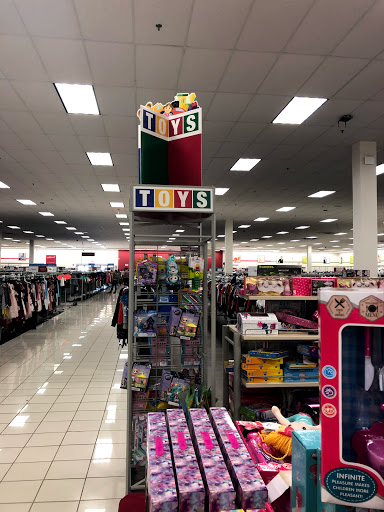 TOYS
TOYS
INFINITE
PLEASURE MAKES
CHILDREN MORE
PLEASANT!